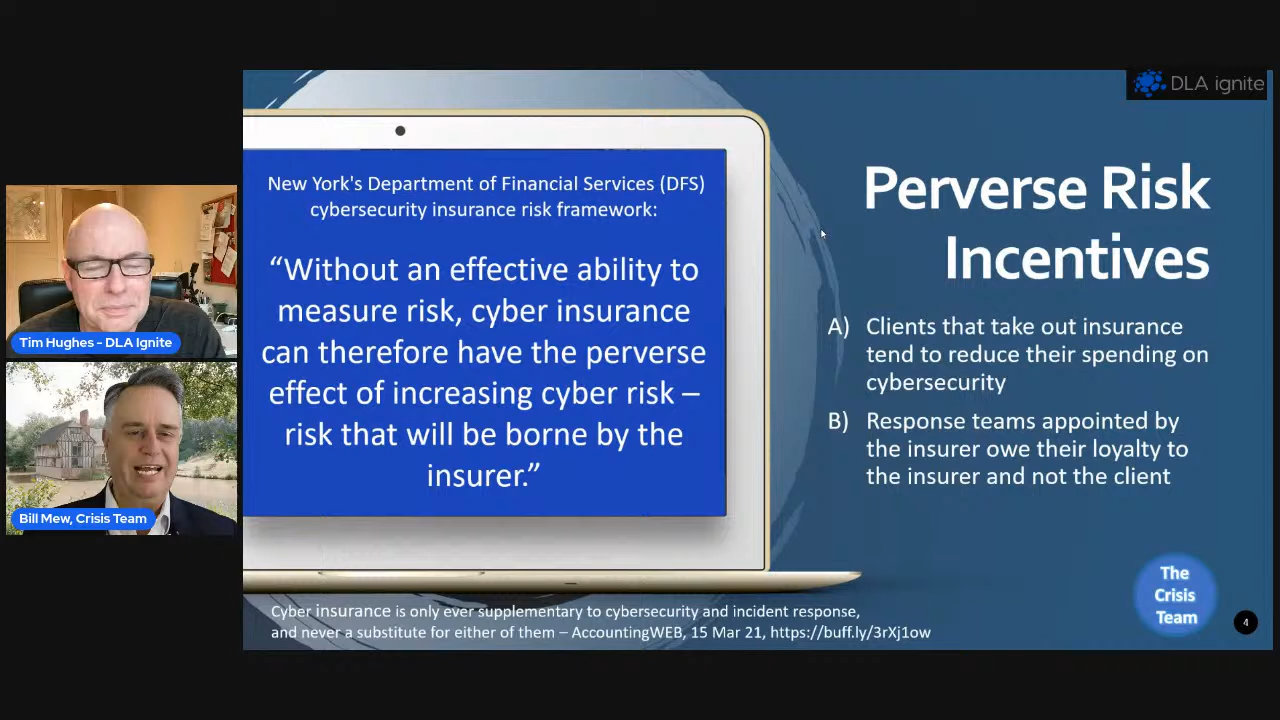 DLA ignite
New York's Department of Financial Services (DFS)
cybersecurity insurance risk framework:
“Without an effective ability to
measure risk, cyber insurance
can therefore have the perverse
effect of increasing cyber risk –
risk that will be borne by the
insurer.”
Perverse Risk
Incentives
A) Clients that take out insurance
tend to reduce their spending on
cybersecurity
B) Response teams appointed by
the insurer owe their loyalty to
the insurer and not the client
Tim Hughes - DLA Ignite
Bill Mew, Crisis Team
Cyber insurance is only ever supplementary to cybersecurity and incident response,
and never a substitute for either of them – AccountingWEB, 15 Mar 21, https://buff.ly/3rXj1ow
The
Crisis
Team
4